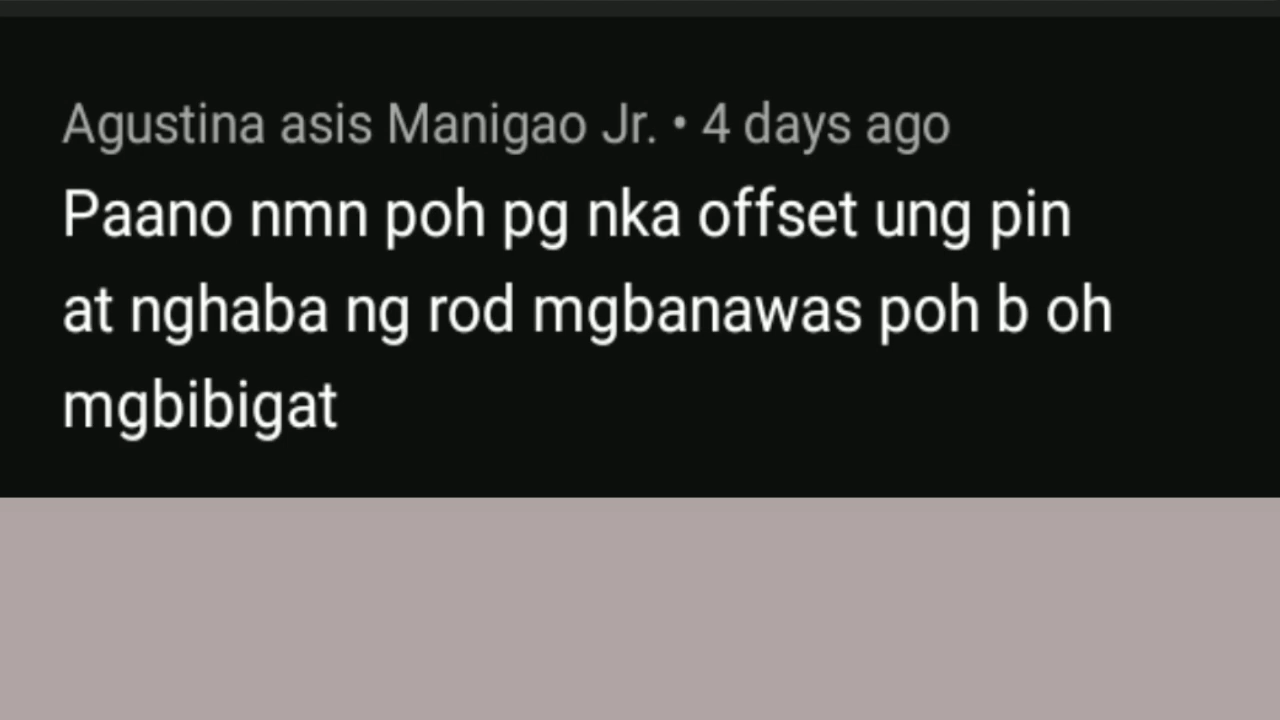 Agustina asis Manigao Jr. • 4 days ago
Paano nmn poh pg nka offset ung pin
at nghaba ng rod mgbanawas poh b oh
mgbibigat